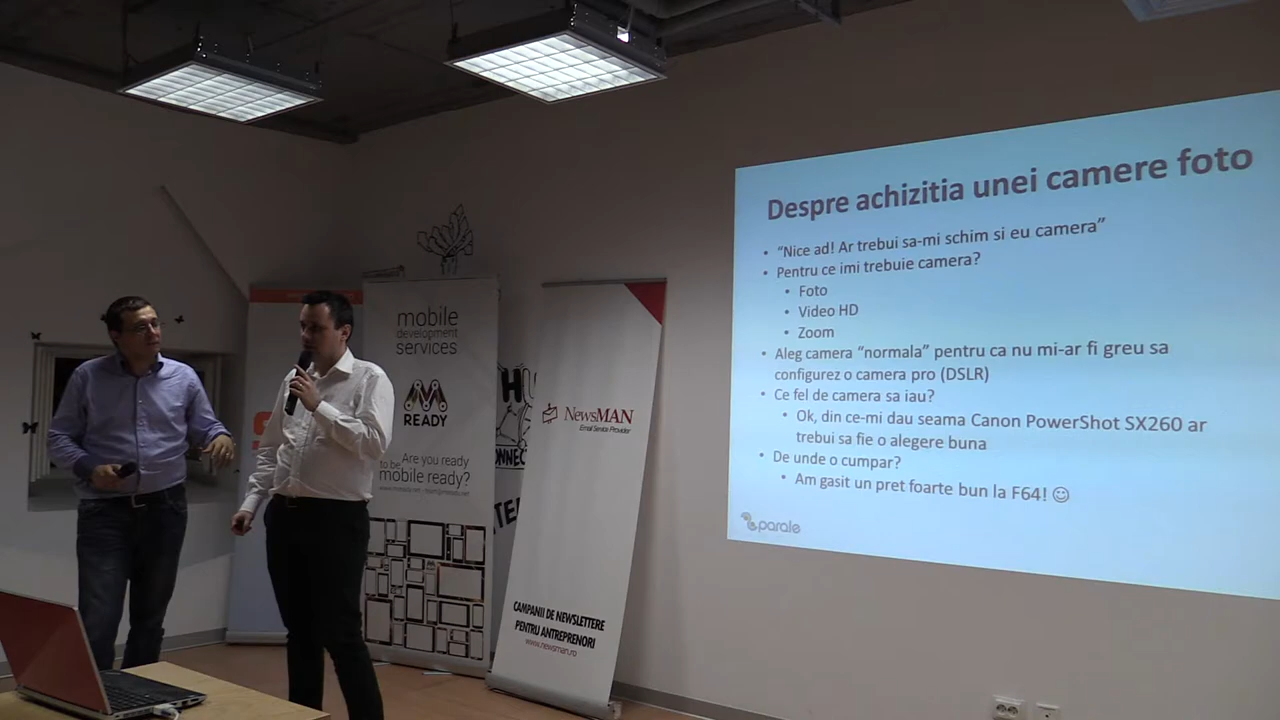 Despre achizitia unei camere foto
• "Nice ad! Ar trebui sa-mi schim si eu camera"
• Pentru ce imi trebuie camera?
• Foto
• Video HD
• Zoom
• Aleg camera "normala" pentru ca nu mi-ar fi greu sa
configurez o camera pro (DSLR)
• Ce fel de camera sa iau?
• Ok, din ce-mi dau seama Canon PowerShot SX260 ar
trebui sa fie o alegere buna
• De unde o cumpar?
• Am gasit un pret foarte bun la F64! ☺
parale
mobile
development
services
READY
Are you ready
to be
mobile ready?
NewsMAN
Email Service Provider
CAMPANII DE NEWSLETTERE
PENTRU ANTREPRENORI
www.newsman.ro